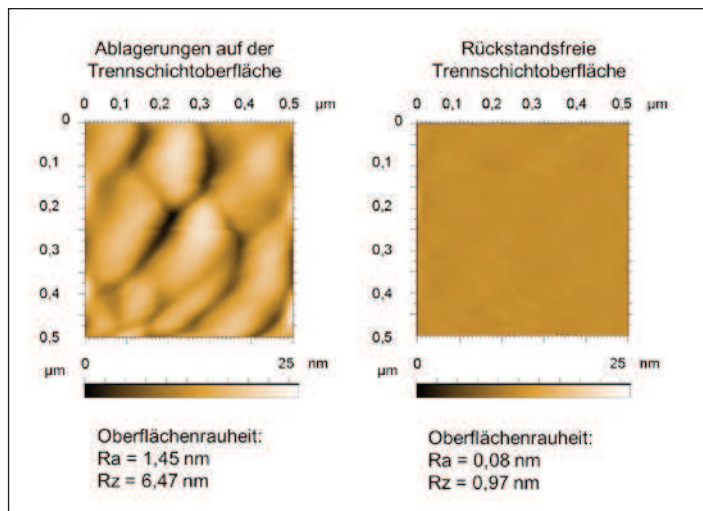 Ablagerungen auf der
Trennschichtoberfläche
0 0,1 0,2 0,3 0,4 0,5 µm
0
0,1
0,2
0,3
0,4
0,5
µm
0 25 nm
Oberflächenrauheit:
Ra = 1,45 nm
Rz = 6,47 nm
Rückstandsfreie
Trennschichtoberfläche
0 0,1 0,2 0,3 0,4 0,5 µm
0
0,1
0,2
0,3
0,4
0,5
µm
0 25 nm
Oberflächenrauheit:
Ra = 0,08 nm
Rz = 0,97 nm